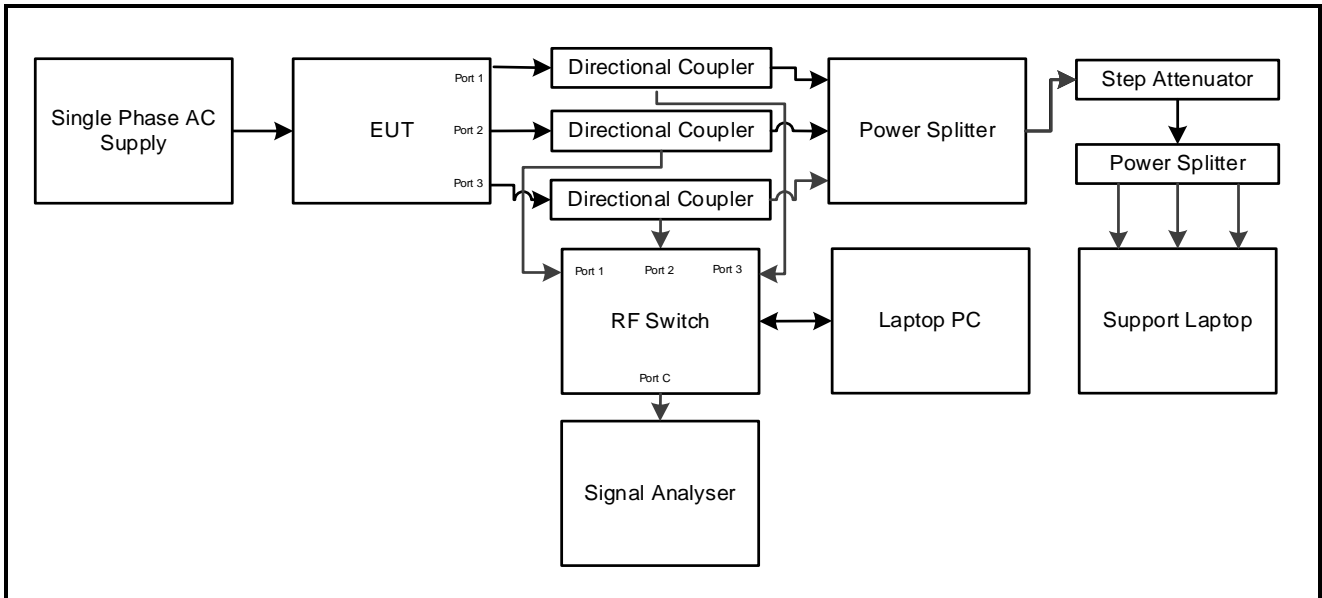 Single Phase AC
Supply
EUT
Port 1
Port 2
Port 3
Directional Coupler
Directional Coupler
Directional Coupler
Power Splitter
Step Attenuator
Power Splitter
Port 1
Port 2
Port 3
RF Switch
Port C
Laptop PC
Support Laptop
Signal Analyser